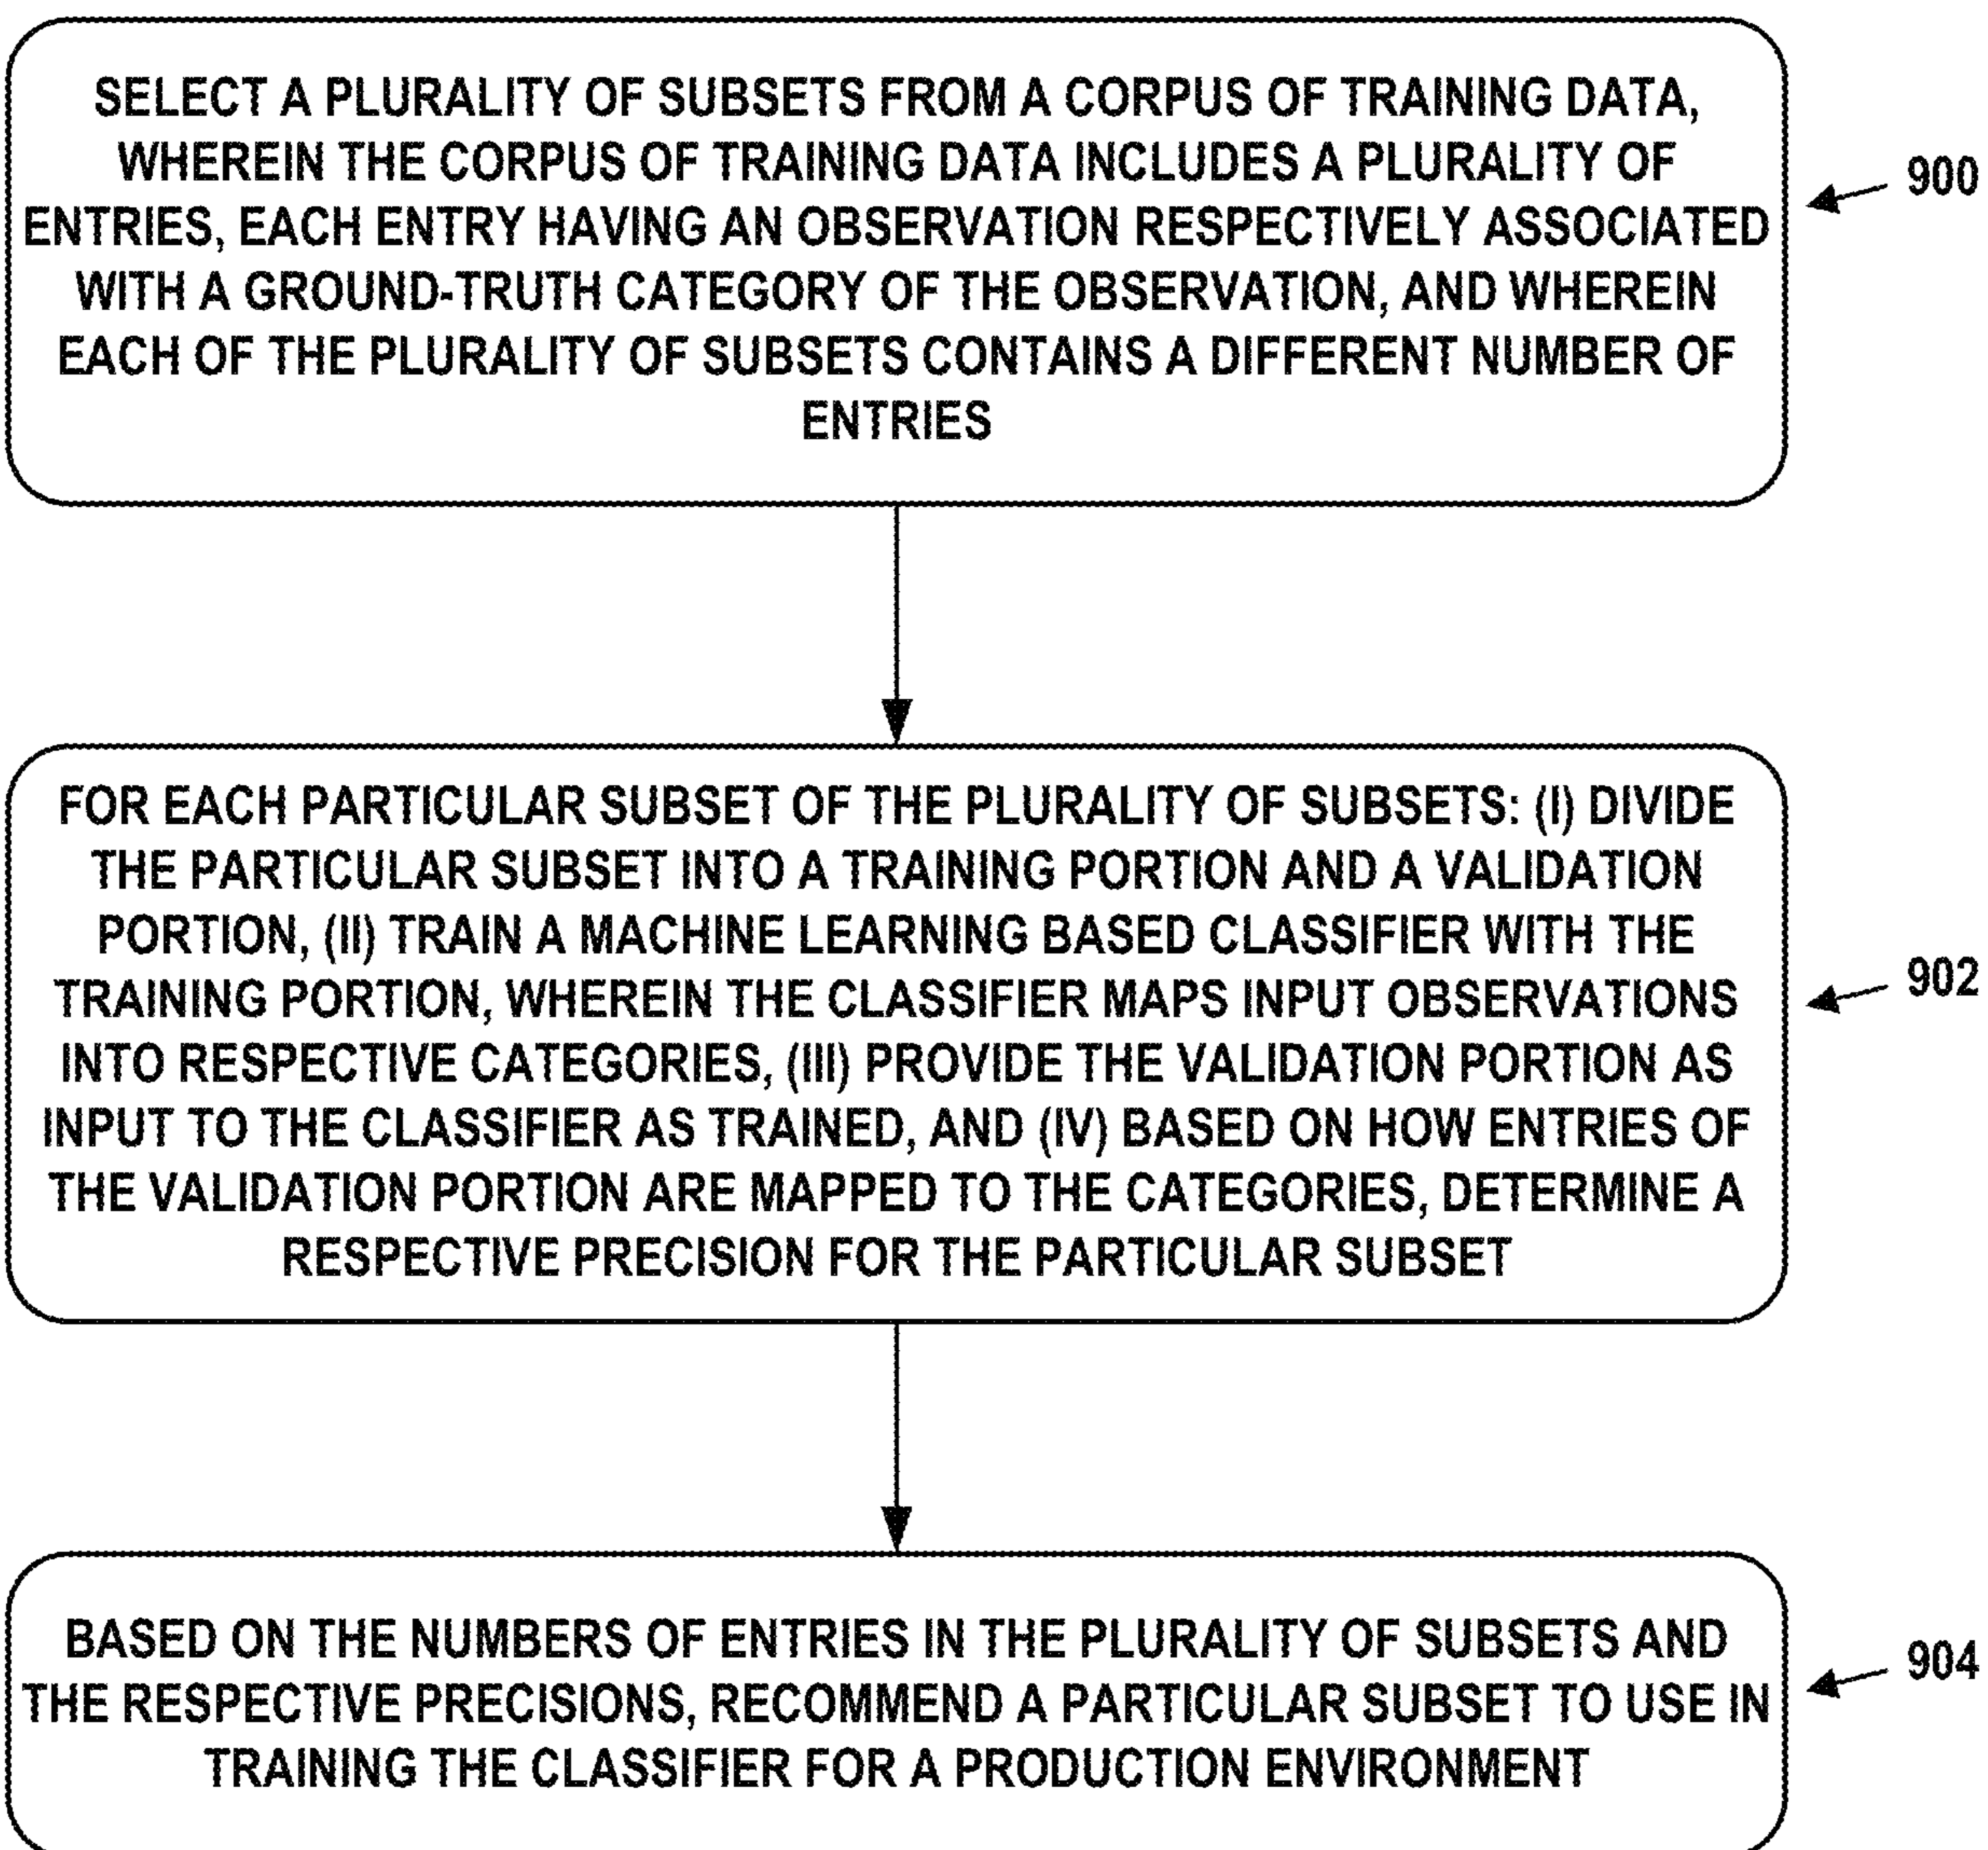 SELECT A PLURALITY OF SUBSETS FROM A CORPUS OF TRAINING DATA,
WHEREIN THE CORPUS OF TRAINING DATA INCLUDES A PLURALITY OF
ENTRIES, EACH ENTRY HAVING AN OBSERVATION RESPECTIVELY ASSOCIATED
WITH A GROUND-TRUTH CATEGORY OF THE OBSERVATION, AND WHEREIN
EACH OF THE PLURALITY OF SUBSETS CONTAINS A DIFFERENT NUMBER OF
ENTRIES
900
FOR EACH PARTICULAR SUBSET OF THE PLURALITY OF SUBSETS: (I) DIVIDE
THE PARTICULAR SUBSET INTO A TRAINING PORTION AND A VALIDATION
PORTION, (II) TRAIN A MACHINE LEARNING BASED CLASSIFIER WITH THE
TRAINING PORTION, WHEREIN THE CLASSIFIER MAPS INPUT OBSERVATIONS
INTO RESPECTIVE CATEGORIES, (III) PROVIDE THE VALIDATION PORTION AS
INPUT TO THE CLASSIFIER AS TRAINED, AND (IV) BASED ON HOW ENTRIES OF
THE VALIDATION PORTION ARE MAPPED TO THE CATEGORIES, DETERMINE A
RESPECTIVE PRECISION FOR THE PARTICULAR SUBSET
902
BASED ON THE NUMBERS OF ENTRIES IN THE PLURALITY OF SUBSETS AND
THE RESPECTIVE PRECISIONS, RECOMMEND A PARTICULAR SUBSET TO USE IN
TRAINING THE CLASSIFIER FOR A PRODUCTION ENVIRONMENT
904